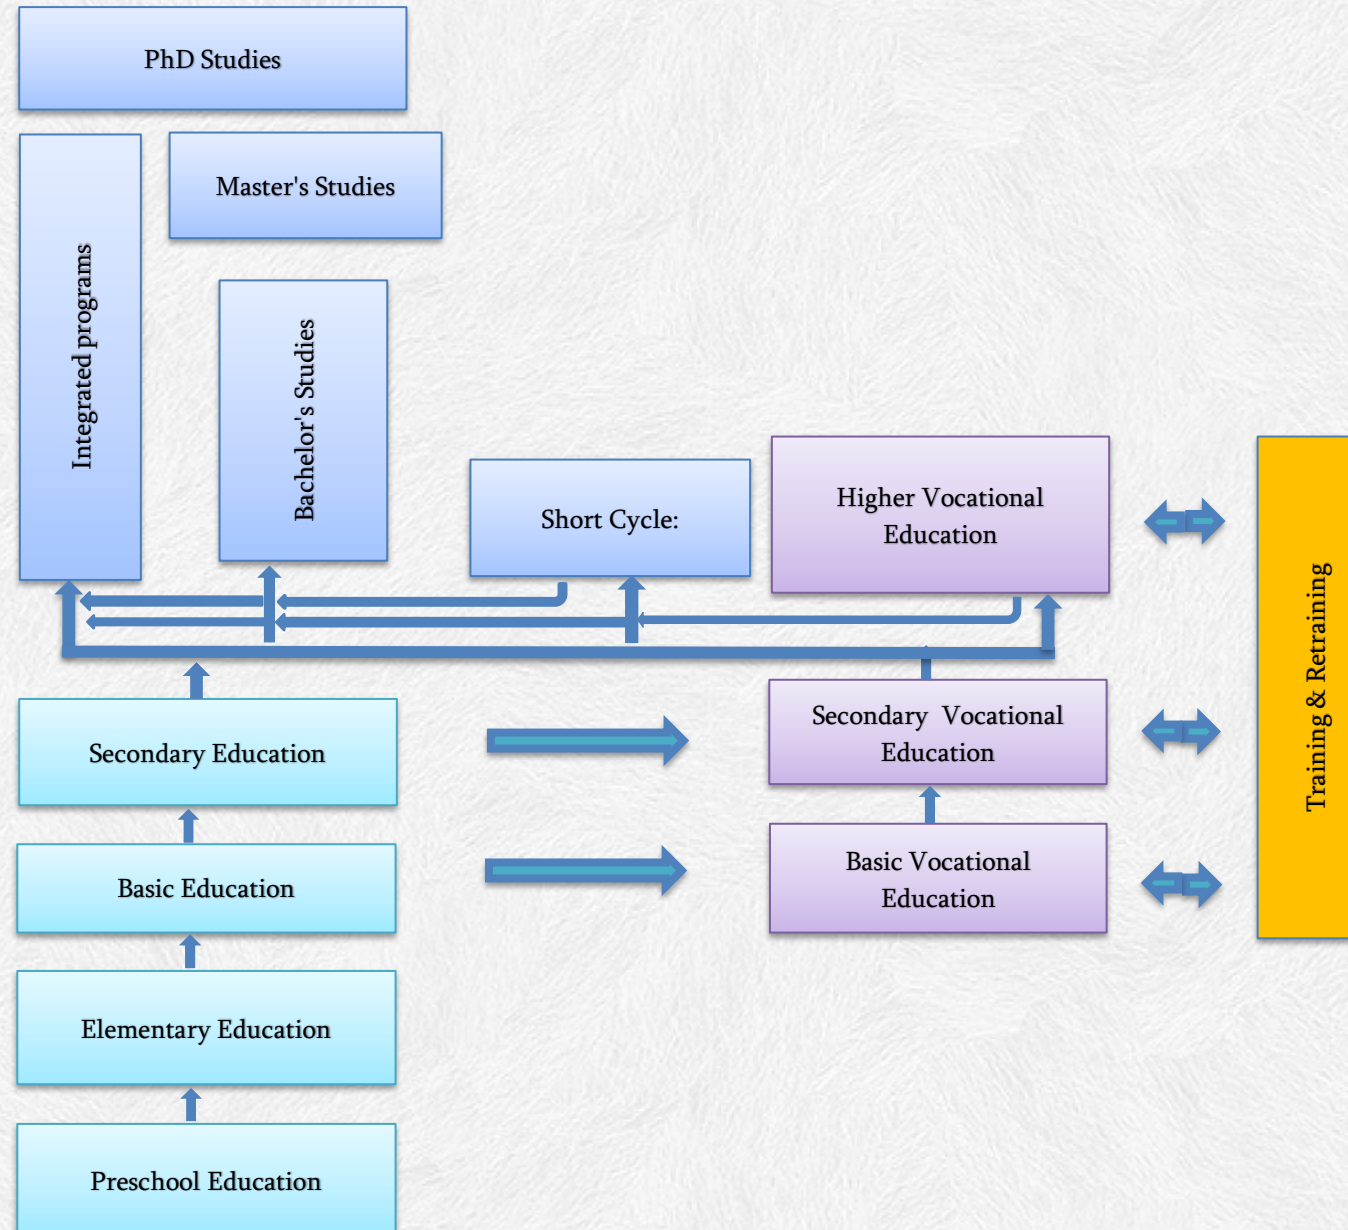 PhD Studies
Integrated programs
Master's Studies
Bachelor's Studies
Short Cycle:
Higher Vocational
Education
Training & Retraining
Secondary Education
Secondary  Vocational
Education
Basic Education
Basic Vocational
Education
Elementary Education
Preschool Education